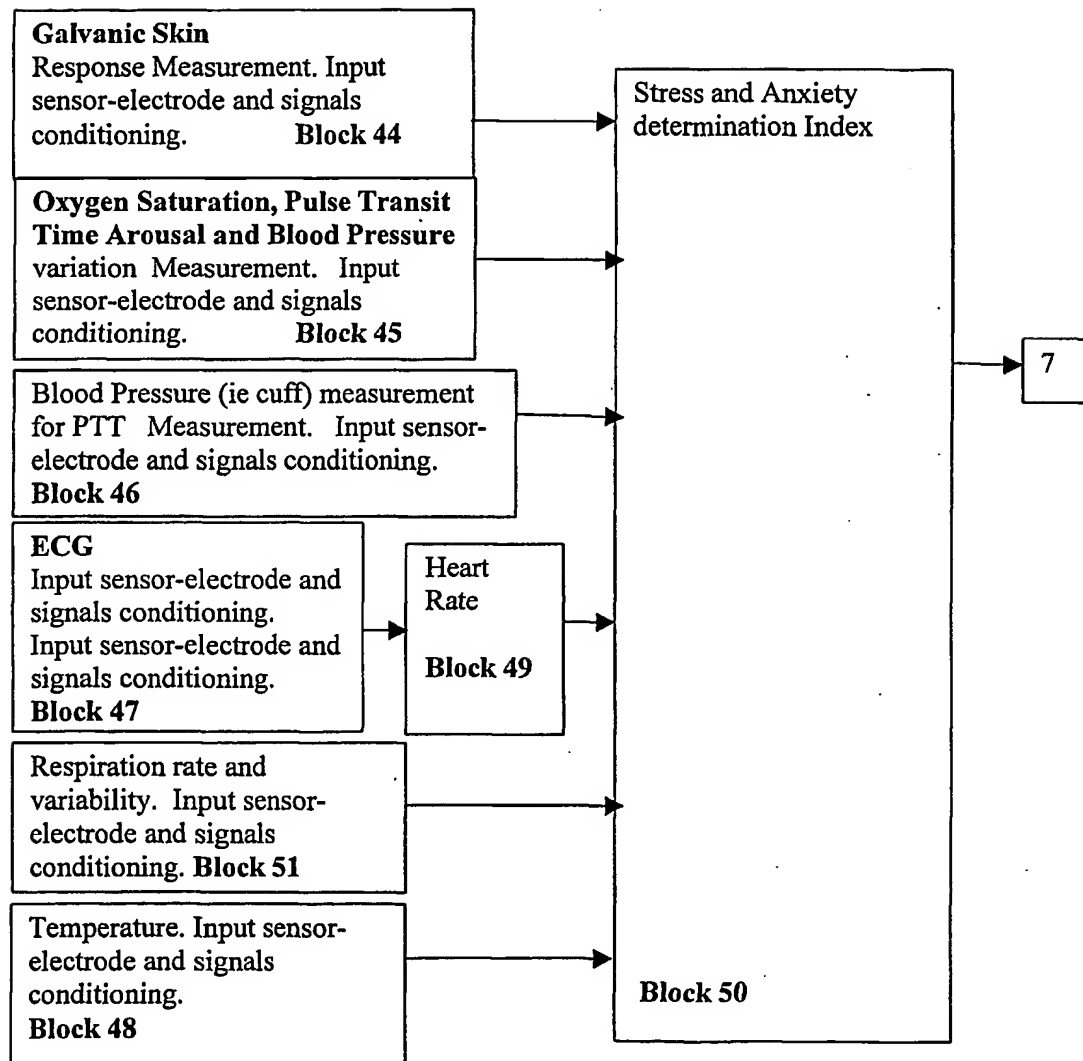 Galvanic Skin
Response Measurement. Input
sensor-electrode and signals
conditioning. Block 44
Oxygen Saturation, Pulse Transit
Time Arousal and Blood Pressure
variation Measurement. Input
sensor-electrode and signals
conditioning. Block 45
Blood Pressure (ie cuff) measurement
for PTT Measurement. Input sensor-
electrode and signals conditioning.
Block 46
ECG
Input sensor-electrode and
signals conditioning.
Input sensor-electrode and
signals conditioning.
Block 47
Heart
Rate
Block 49
Respiration rate and
variability. Input sensor-
electrode and signals
conditioning. Block 51
Temperature. Input sensor-
electrode and signals
conditioning.
Block 48
Stress and Anxiety
determination Index
Block 50
7